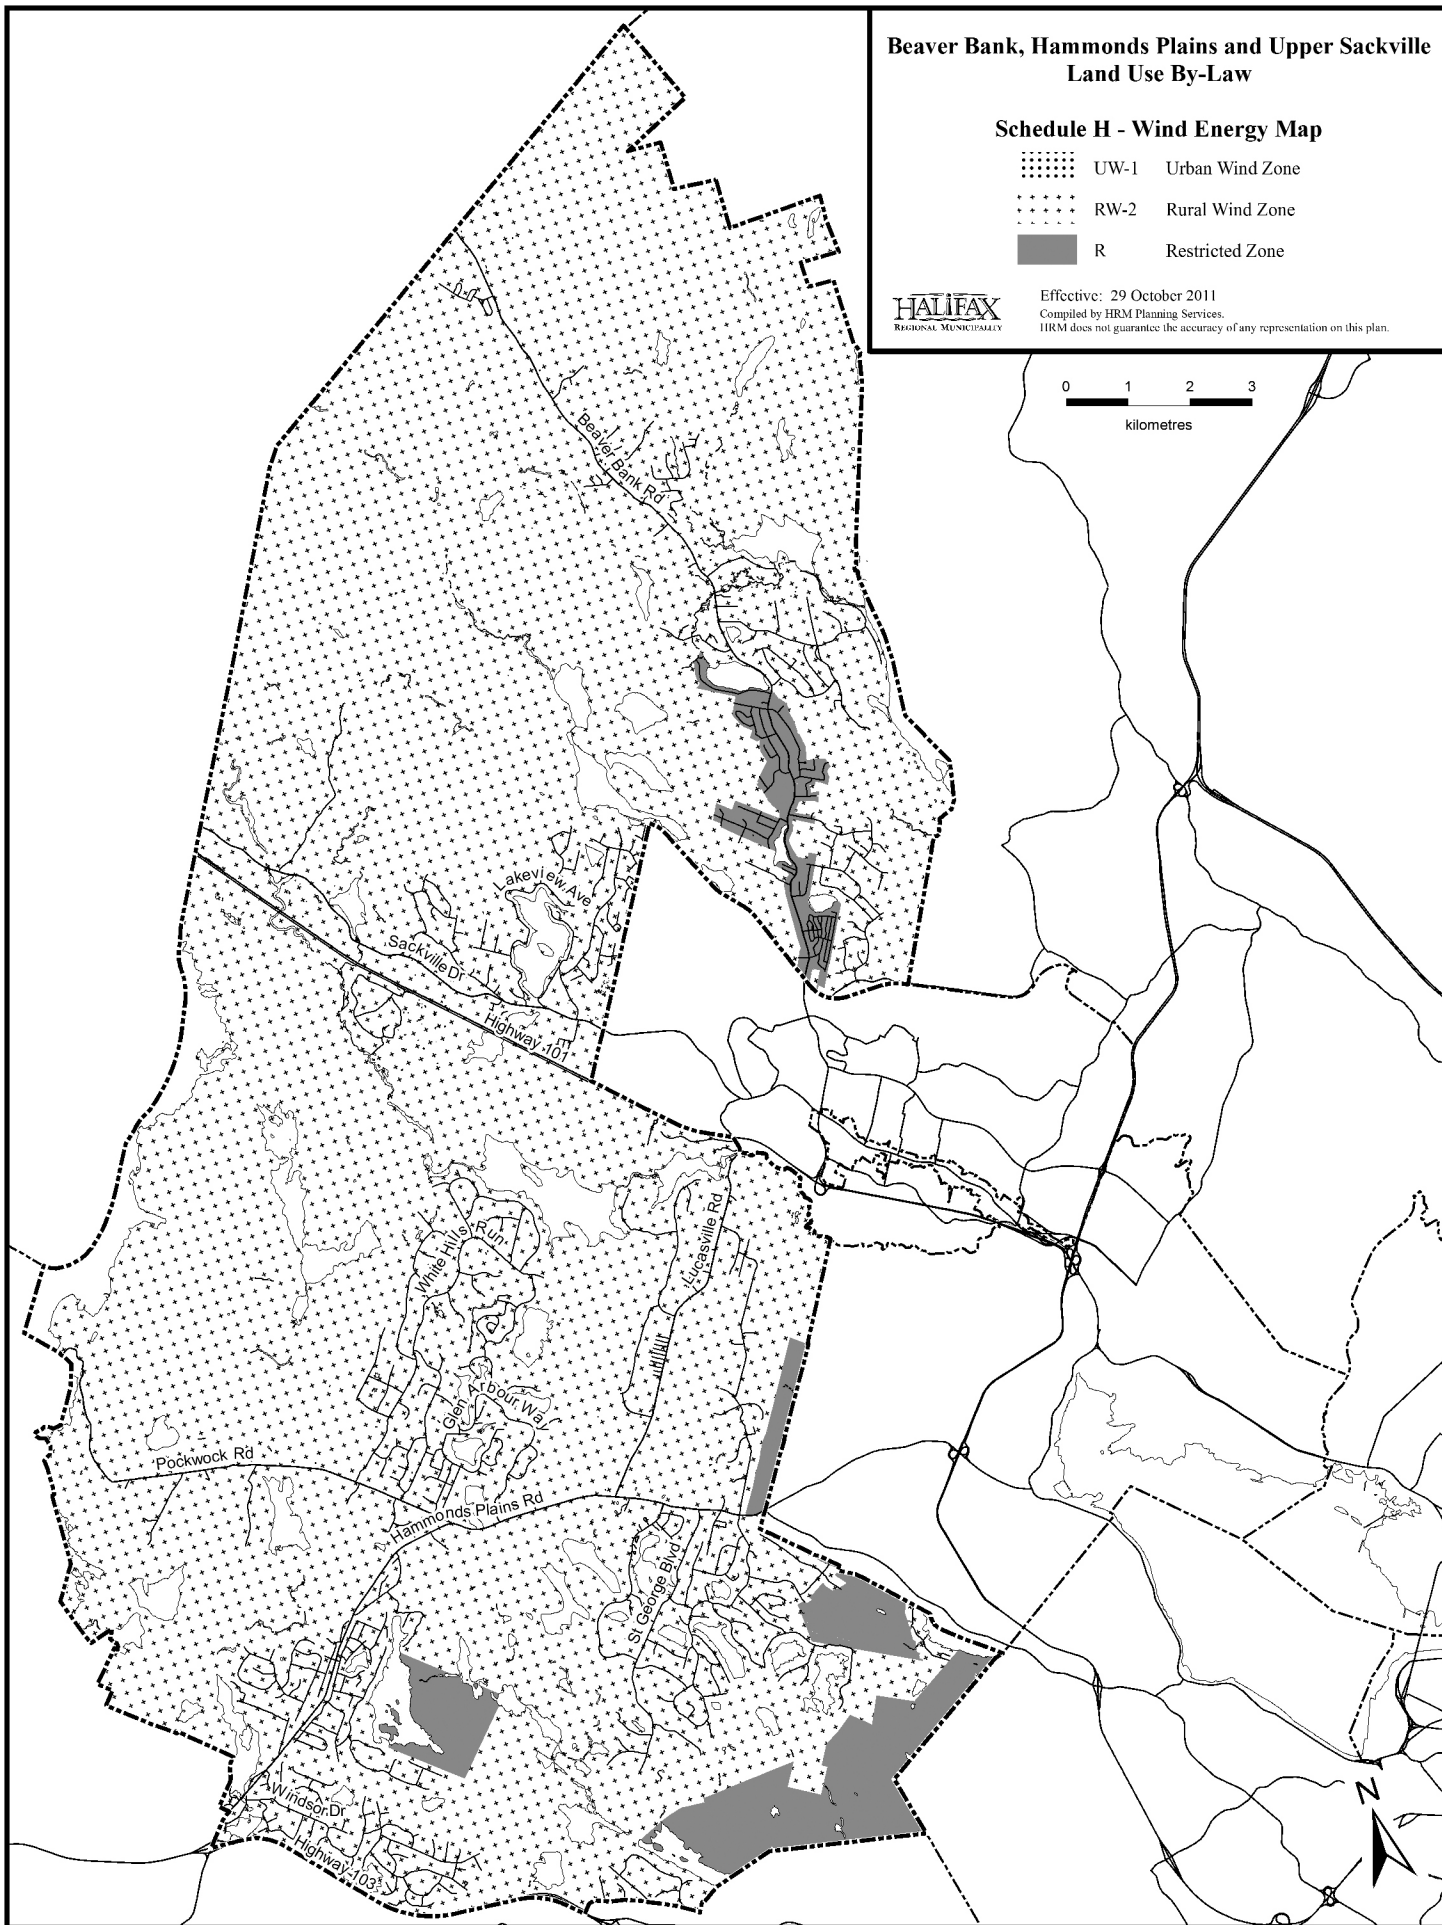 Beaver Bank, Hammonds Plains and Upper Sackville
Land Use By-Law
Schedule H - Wind Energy Map
UW-1 Urban Wind Zone
RW-2 Rural Wind Zone
R Restricted Zone
HALIFAX
REGIONAL MUNICIPALITY
Effective: 29 October 2011
Compiled by HRM Planning Services.
HRM does not guarantee the accuracy of any representation on this plan.
0 1 2 3
kilometres
Beaver Bank Rd
Lakeview Ave
Sackville Dr
Highway 101
White Hills Run
Lucasville Rd
Glen Arbour Way
Pockwock Rd
Hammonds Plains Rd
St George Blvd
Windsor Dr
Highway 103
N